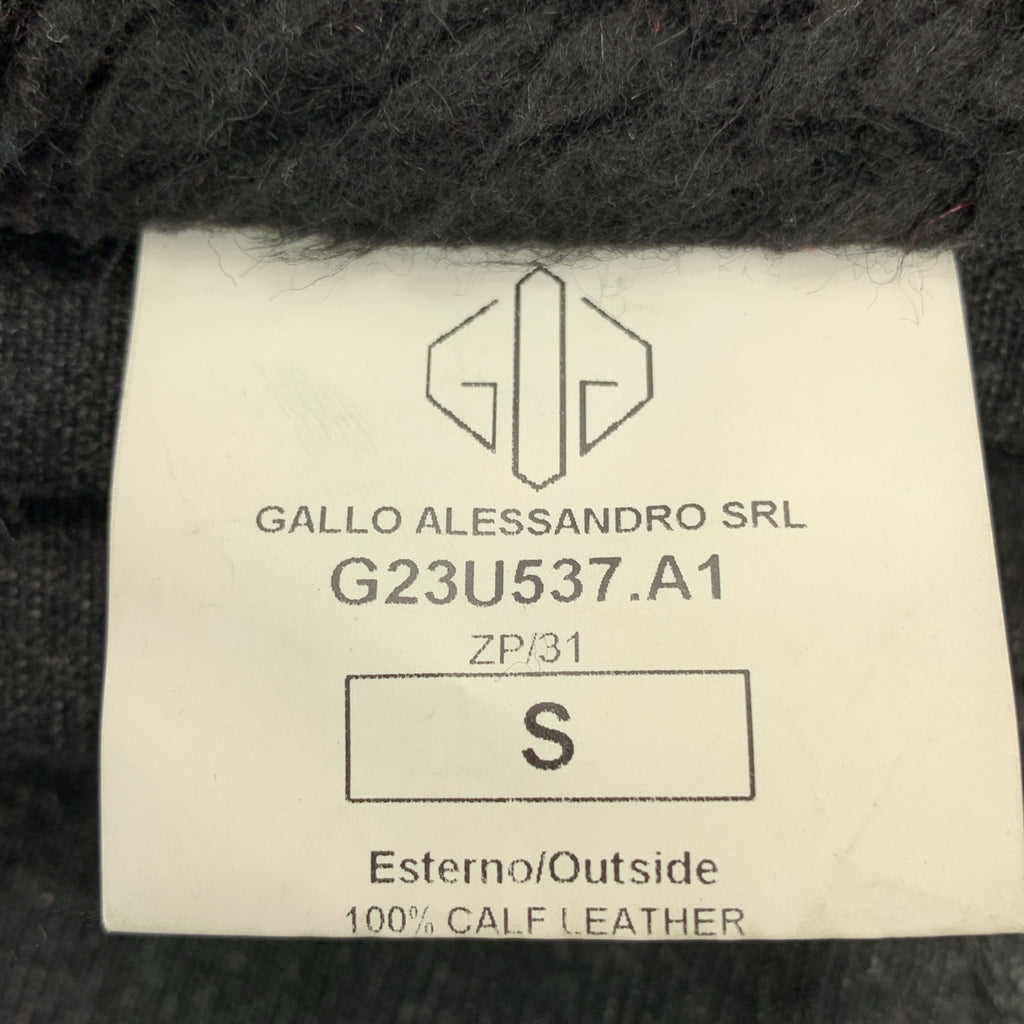 GALLO ALESSANDRO SRL
G23U537.A1
ZP/31
S
Esterno/Outside
100% CALF LEATHER